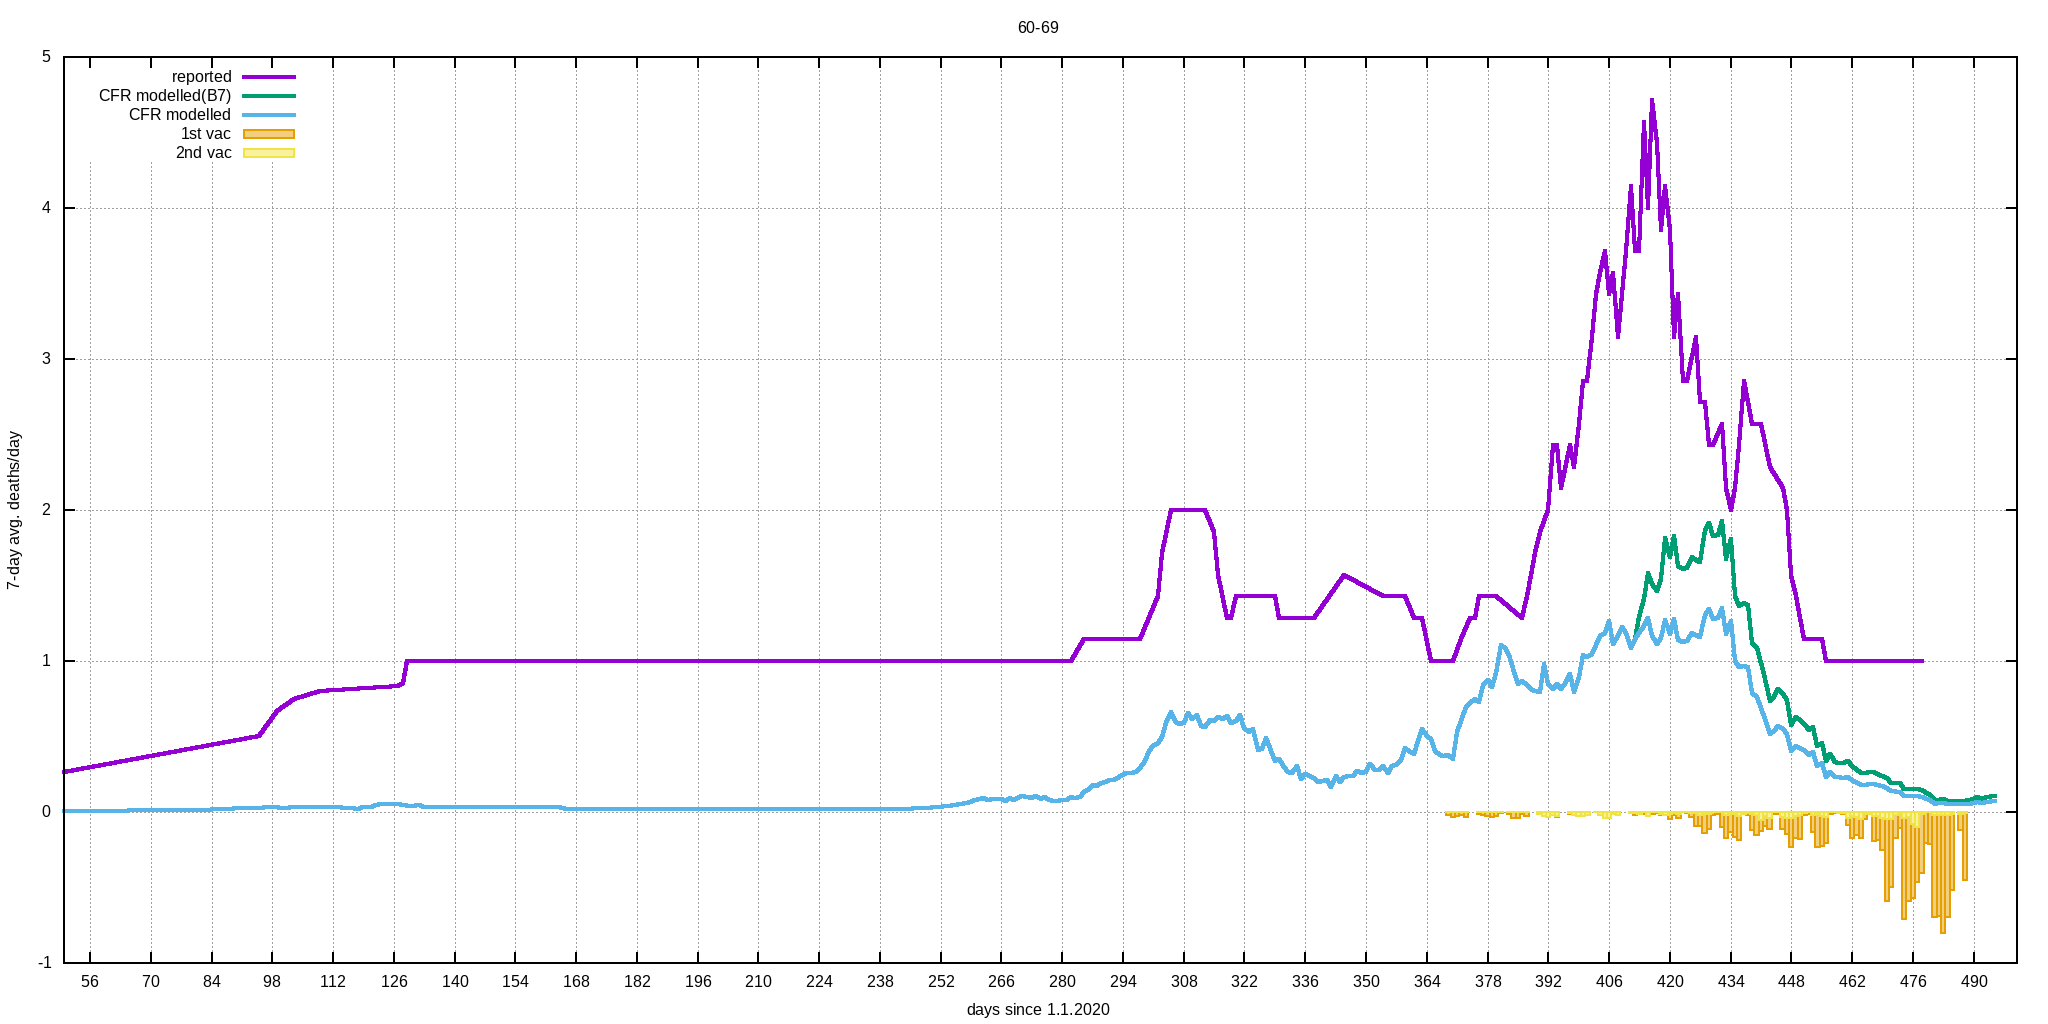 60-69
reported
CFR modelled(B7)
CFR modelled
1st vac
2nd vac
5
4
3
2
1
0
-1
7-day avg. deaths/day
56 70 84 98 112 126 140 154 168 182 196 210 224 238 252 266 280 294 308 322 336 350 364 378 392 406 420 434 448 462 476 490
days since 1.1.2020